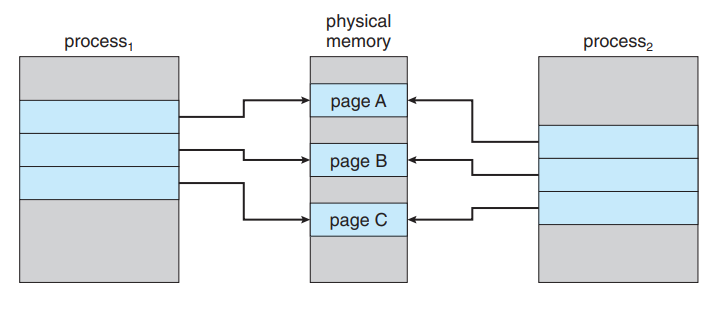 process₁
physical
memory
process₂
page A
page B
page C